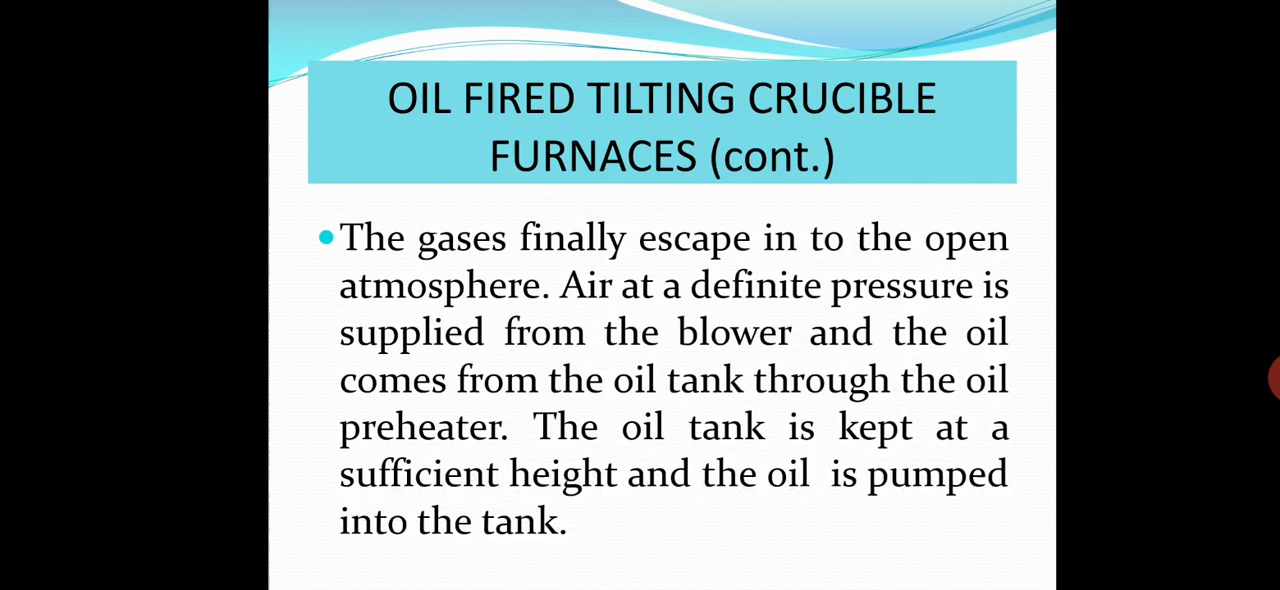 OIL FIRED TILTING CRUCIBLE
FURNACES (cont.)
The gases finally escape in to the open
atmosphere. Air at a definite pressure is
supplied from the blower and the oil
comes from the oil tank through the oil
preheater. The oil tank is kept at a
sufficient height and the oil is pumped
into the tank.